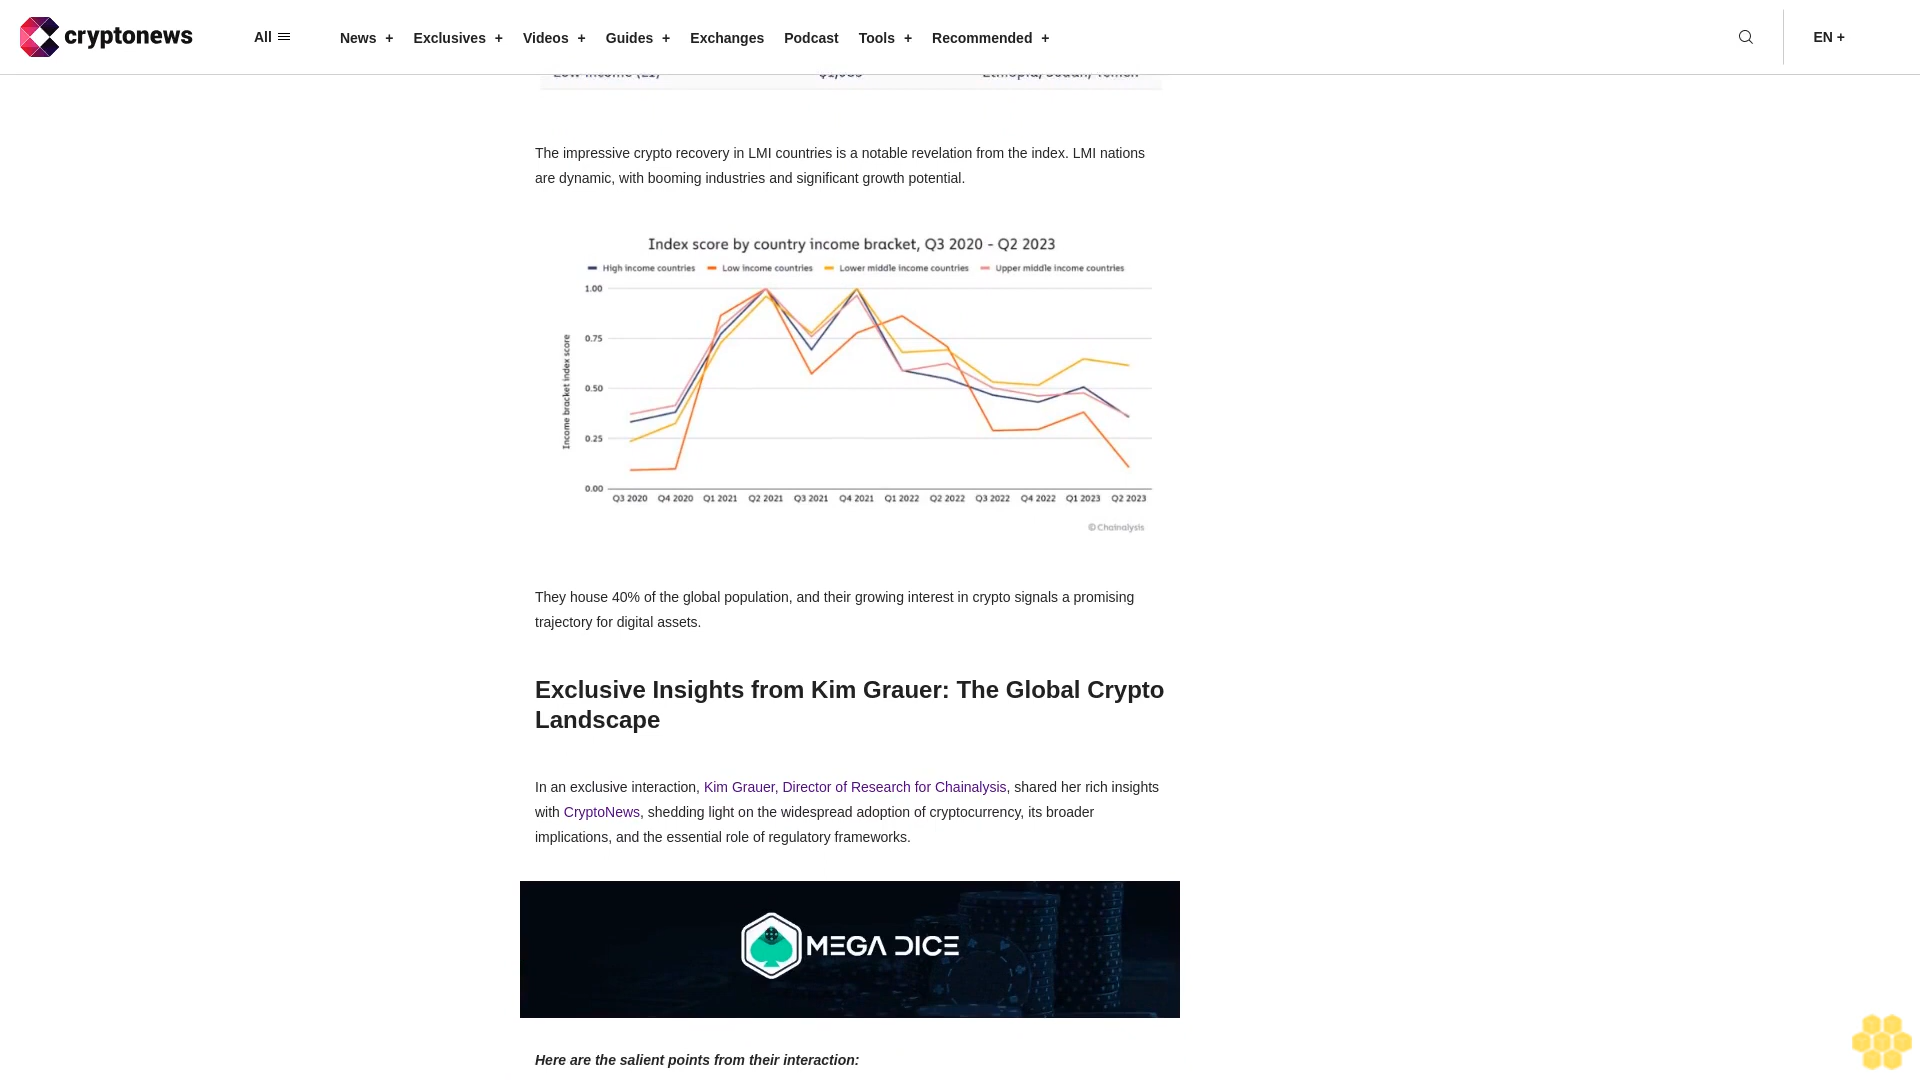 cryptonews
All
News +
Exclusives +
Videos +
Guides +
Exchanges
Podcast
Tools +
Recommended +
EN +
Low income (LI) $1,085 Ethiopia, Sudan, Yemen
The impressive crypto recovery in LMI countries is a notable revelation from the index. LMI nations
are dynamic, with booming industries and significant growth potential.
Index score by country income bracket, Q3 2020 - Q2 2023
High income countries Low income countries Lower middle income countries Upper middle income countries
1.00
0.75
0.50
0.25
0.00
Income bracket index score
Q3 2020 Q4 2020 Q1 2021 Q2 2021 Q3 2021 Q4 2021 Q1 2022 Q2 2022 Q3 2022 Q4 2022 Q1 2023 Q2 2023
© Chainalysis
They house 40% of the global population, and their growing interest in crypto signals a promising
trajectory for digital assets.
Exclusive Insights from Kim Grauer: The Global Crypto
Landscape
In an exclusive interaction, Kim Grauer, Director of Research for Chainalysis, shared her rich insights
with CryptoNews, shedding light on the widespread adoption of cryptocurrency, its broader
implications, and the essential role of regulatory frameworks.
MEGA DICE
Here are the salient points from their interaction: